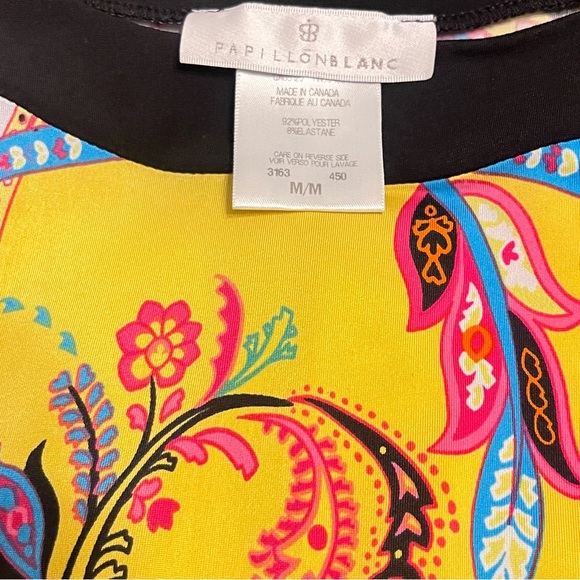 PAPILLONBLANC
MADE IN CANADA
FABRIQUE AU CANADA
92%POLYESTER
8%ELASTANE
CARE ON REVERSE SIDE
VOIR VERSO POUR LAVAGE
3163 450
M/M